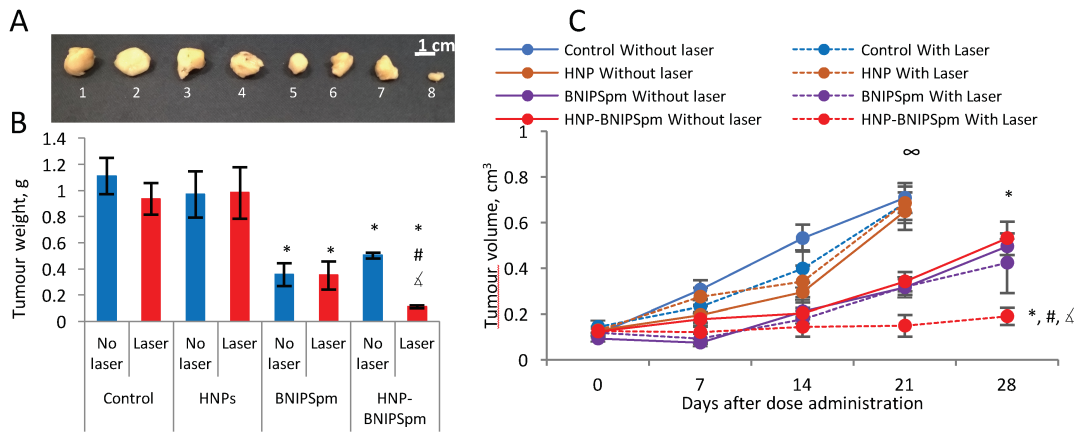 A
1 cm
1 2 3 4 5 6 7 8
B
Tumour weight, g
1.4
1.2
1
0.8
0.6
0.4
0.2
0
* * * *
#
∡
No laser Laser No laser Laser No laser Laser No laser Laser
Control HNPs BNIPSpm HNP-BNIPSpm
C
Control Without laser Control With Laser
HNP Without laser HNP With Laser
BNIPSpm Without laser BNIPSpm With Laser
HNP-BNIPSpm Without laser HNP-BNIPSpm With Laser
Tumour volume, cm³
1
0.8
0.6
0.4
0.2
0
∞
*
*, #, ∡
0 7 14 21 28
Days after dose administration